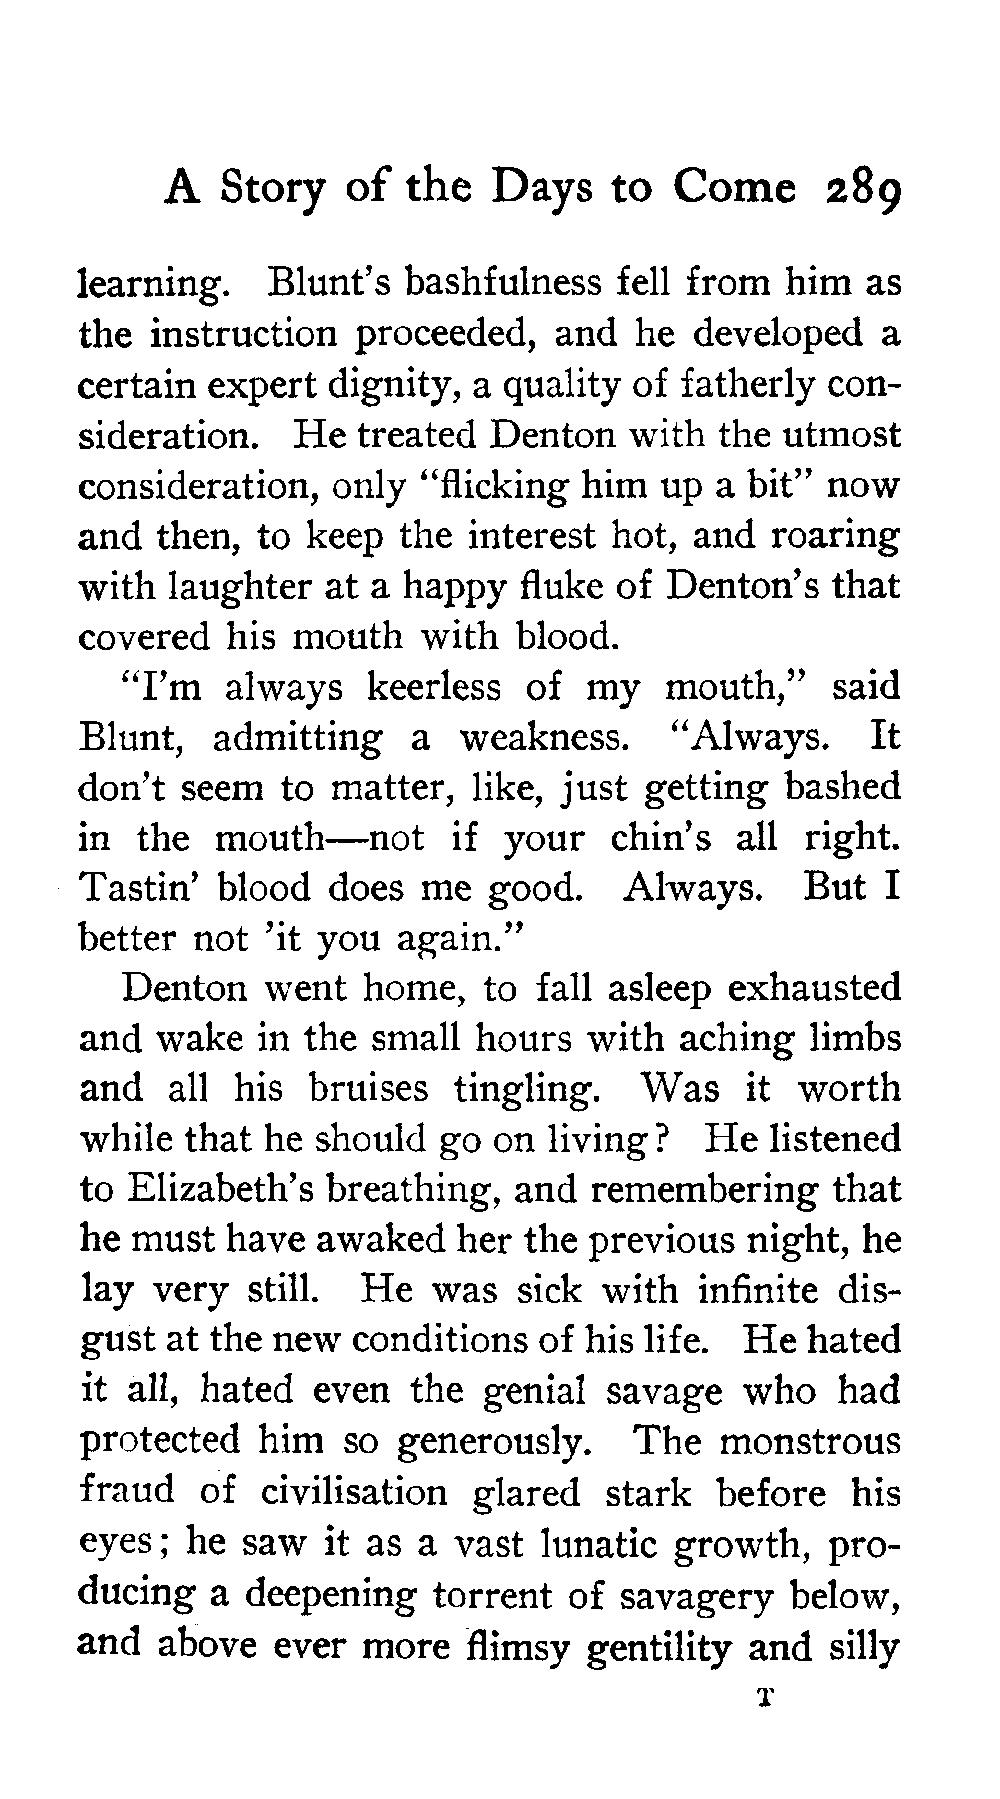 A Story of the Days to Come 289
learning. Blunt's bashfulness fell from him as
the instruction proceeded, and he developed a
certain expert dignity, a quality of fatherly con-
sideration. He treated Denton with the utmost
consideration, only "flicking him up a bit" now
and then, to keep the interest hot, and roaring
with laughter at a happy fluke of Denton's that
covered his mouth with blood.
"I'm always keerless of my mouth," said
Blunt, admitting a weakness. "Always. It
don't seem to matter, like, just getting bashed
in the mouth—not if your chin's all right.
Tastin' blood does me good. Always. But I
better not 'it you again."
Denton went home, to fall asleep exhausted
and wake in the small hours with aching limbs
and all his bruises tingling. Was it worth
while that he should go on living? He listened
to Elizabeth's breathing, and remembering that
he must have awaked her the previous night, he
lay very still. He was sick with infinite dis-
gust at the new conditions of his life. He hated
it all, hated even the genial savage who had
protected him so generously. The monstrous
fraud of civilisation glared stark before his
eyes; he saw it as a vast lunatic growth, pro-
ducing a deepening torrent of savagery below,
and above ever more flimsy gentility and silly
T